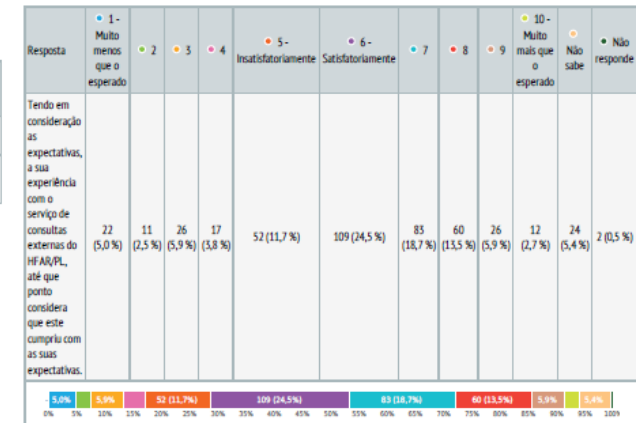 Resposta
1 -
Muito
menos
que o
esperado
2
3
4
5 -
Insatisfatoriamente
6 -
Satisfatoriamente
7
8
9
10 -
Muito
mais que
o
esperado
Não
sabe
Não
responde
Tendo em
consideração
as
expectativas,
a sua
experiência
com o
serviço de
consultas
externas do
HFAR/PL,
até que
ponto
considera
que este
cumpriu com
as suas
expectativas.
22
(5,0 %)
11
(2,5 %)
26
(5,9 %)
17
(3,8 %)
52 (11,7 %)
109 (24,5 %)
83
(18,7 %)
60
(13,5 %)
26
(5,9 %)
12
(2,7 %)
24
(5,4 %)
2 (0,5 %)
5,0% 5,9% 52 (11,7%) 109 (24,5%) 83 (18,7%) 60 (13,5%) 5,9% 5,4%
0% 5% 10% 15% 20% 25% 30% 35% 40% 45% 50% 55% 60% 65% 70% 75% 80% 85% 90% 95% 100%